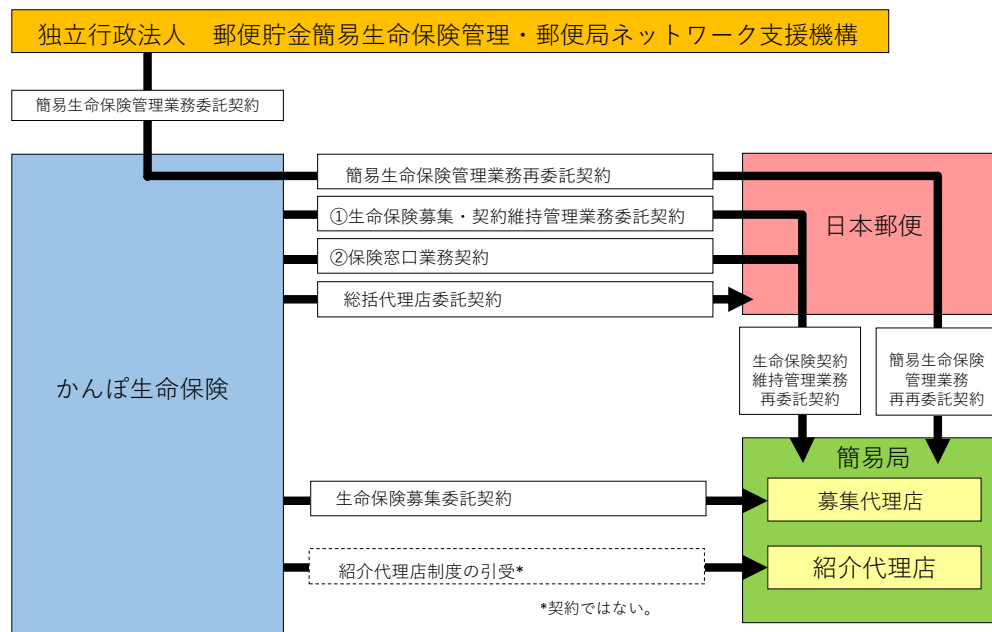 独立行政法人　郵便貯金簡易生命保険管理・郵便局ネットワーク支援機構
簡易生命保険管理業務委託契約
簡易生命保険管理業務再委託契約
①生命保険募集・契約維持管理業務委託契約
②保険窓口業務契約
総括代理店委託契約
日本郵便
かんぽ生命保険
生命保険契約
維持管理業務
再委託契約
簡易生命保険
管理業務
再再委託契約
簡易局
生命保険募集委託契約
募集代理店
紹介代理店制度の引受*
紹介代理店
*契約ではない。